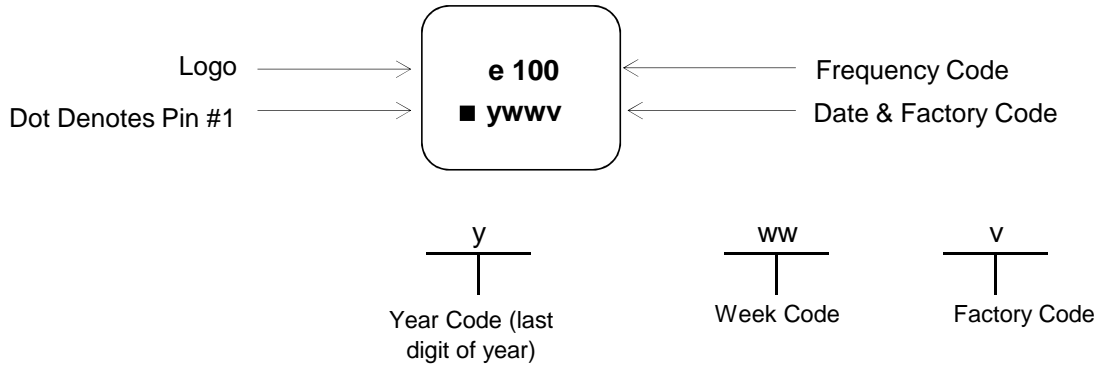 Logo
e 100
Frequency Code
Dot Denotes Pin #1
■ ywwv
Date & Factory Code
y
ww
v
Year Code (last
digit of year)
Week Code
Factory Code